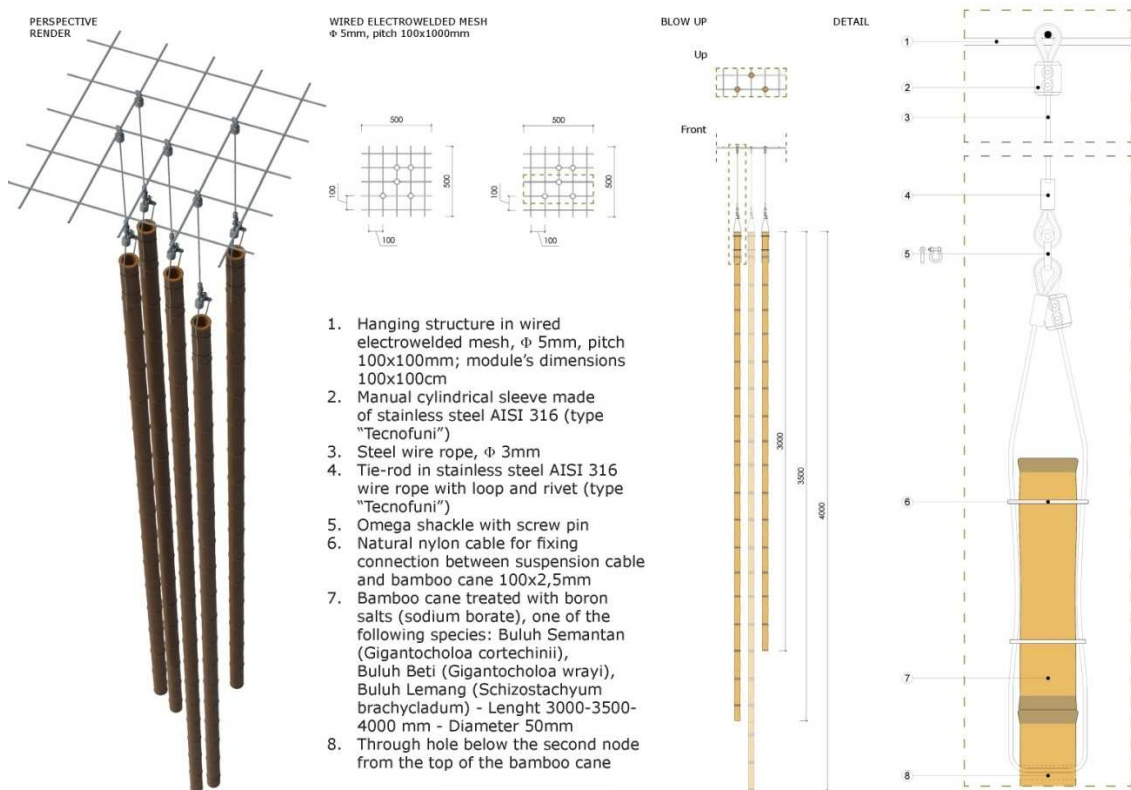 PERSPECTIVE
RENDER
WIRED ELECTROWELDED MESH
Φ 5mm, pitch 100x1000mm
500
500
100
100
500
500
100
100
1. Hanging structure in wired
electrowelded mesh, Φ 5mm, pitch
100x100mm; module's dimensions
100x100cm
2. Manual cylindrical sleeve made
of stainless steel AISI 316 (type
"Tecnofuni")
3. Steel wire rope, Φ 3mm
4. Tie-rod in stainless steel AISI 316
wire rope with loop and rivet (type
"Tecnofuni")
5. Omega shackle with screw pin
6. Natural nylon cable for fixing
connection between suspension cable
and bamboo cane 100x2,5mm
7. Bamboo cane treated with boron
salts (sodium borate), one of the
following species: Buluh Semantan
(Gigantocholoa cortechinii),
Buluh Beti (Gigantocholoa wrayi),
Buluh Lemang (Schizostachyum
brachycladum) - Lenght 3000-3500-
4000 mm - Diameter 50mm
8. Through hole below the second node
from the top of the bamboo cane
BLOW UP
Up
Front
3000
3500
4000
DETAIL
1
2
3
4
5
6
7
8